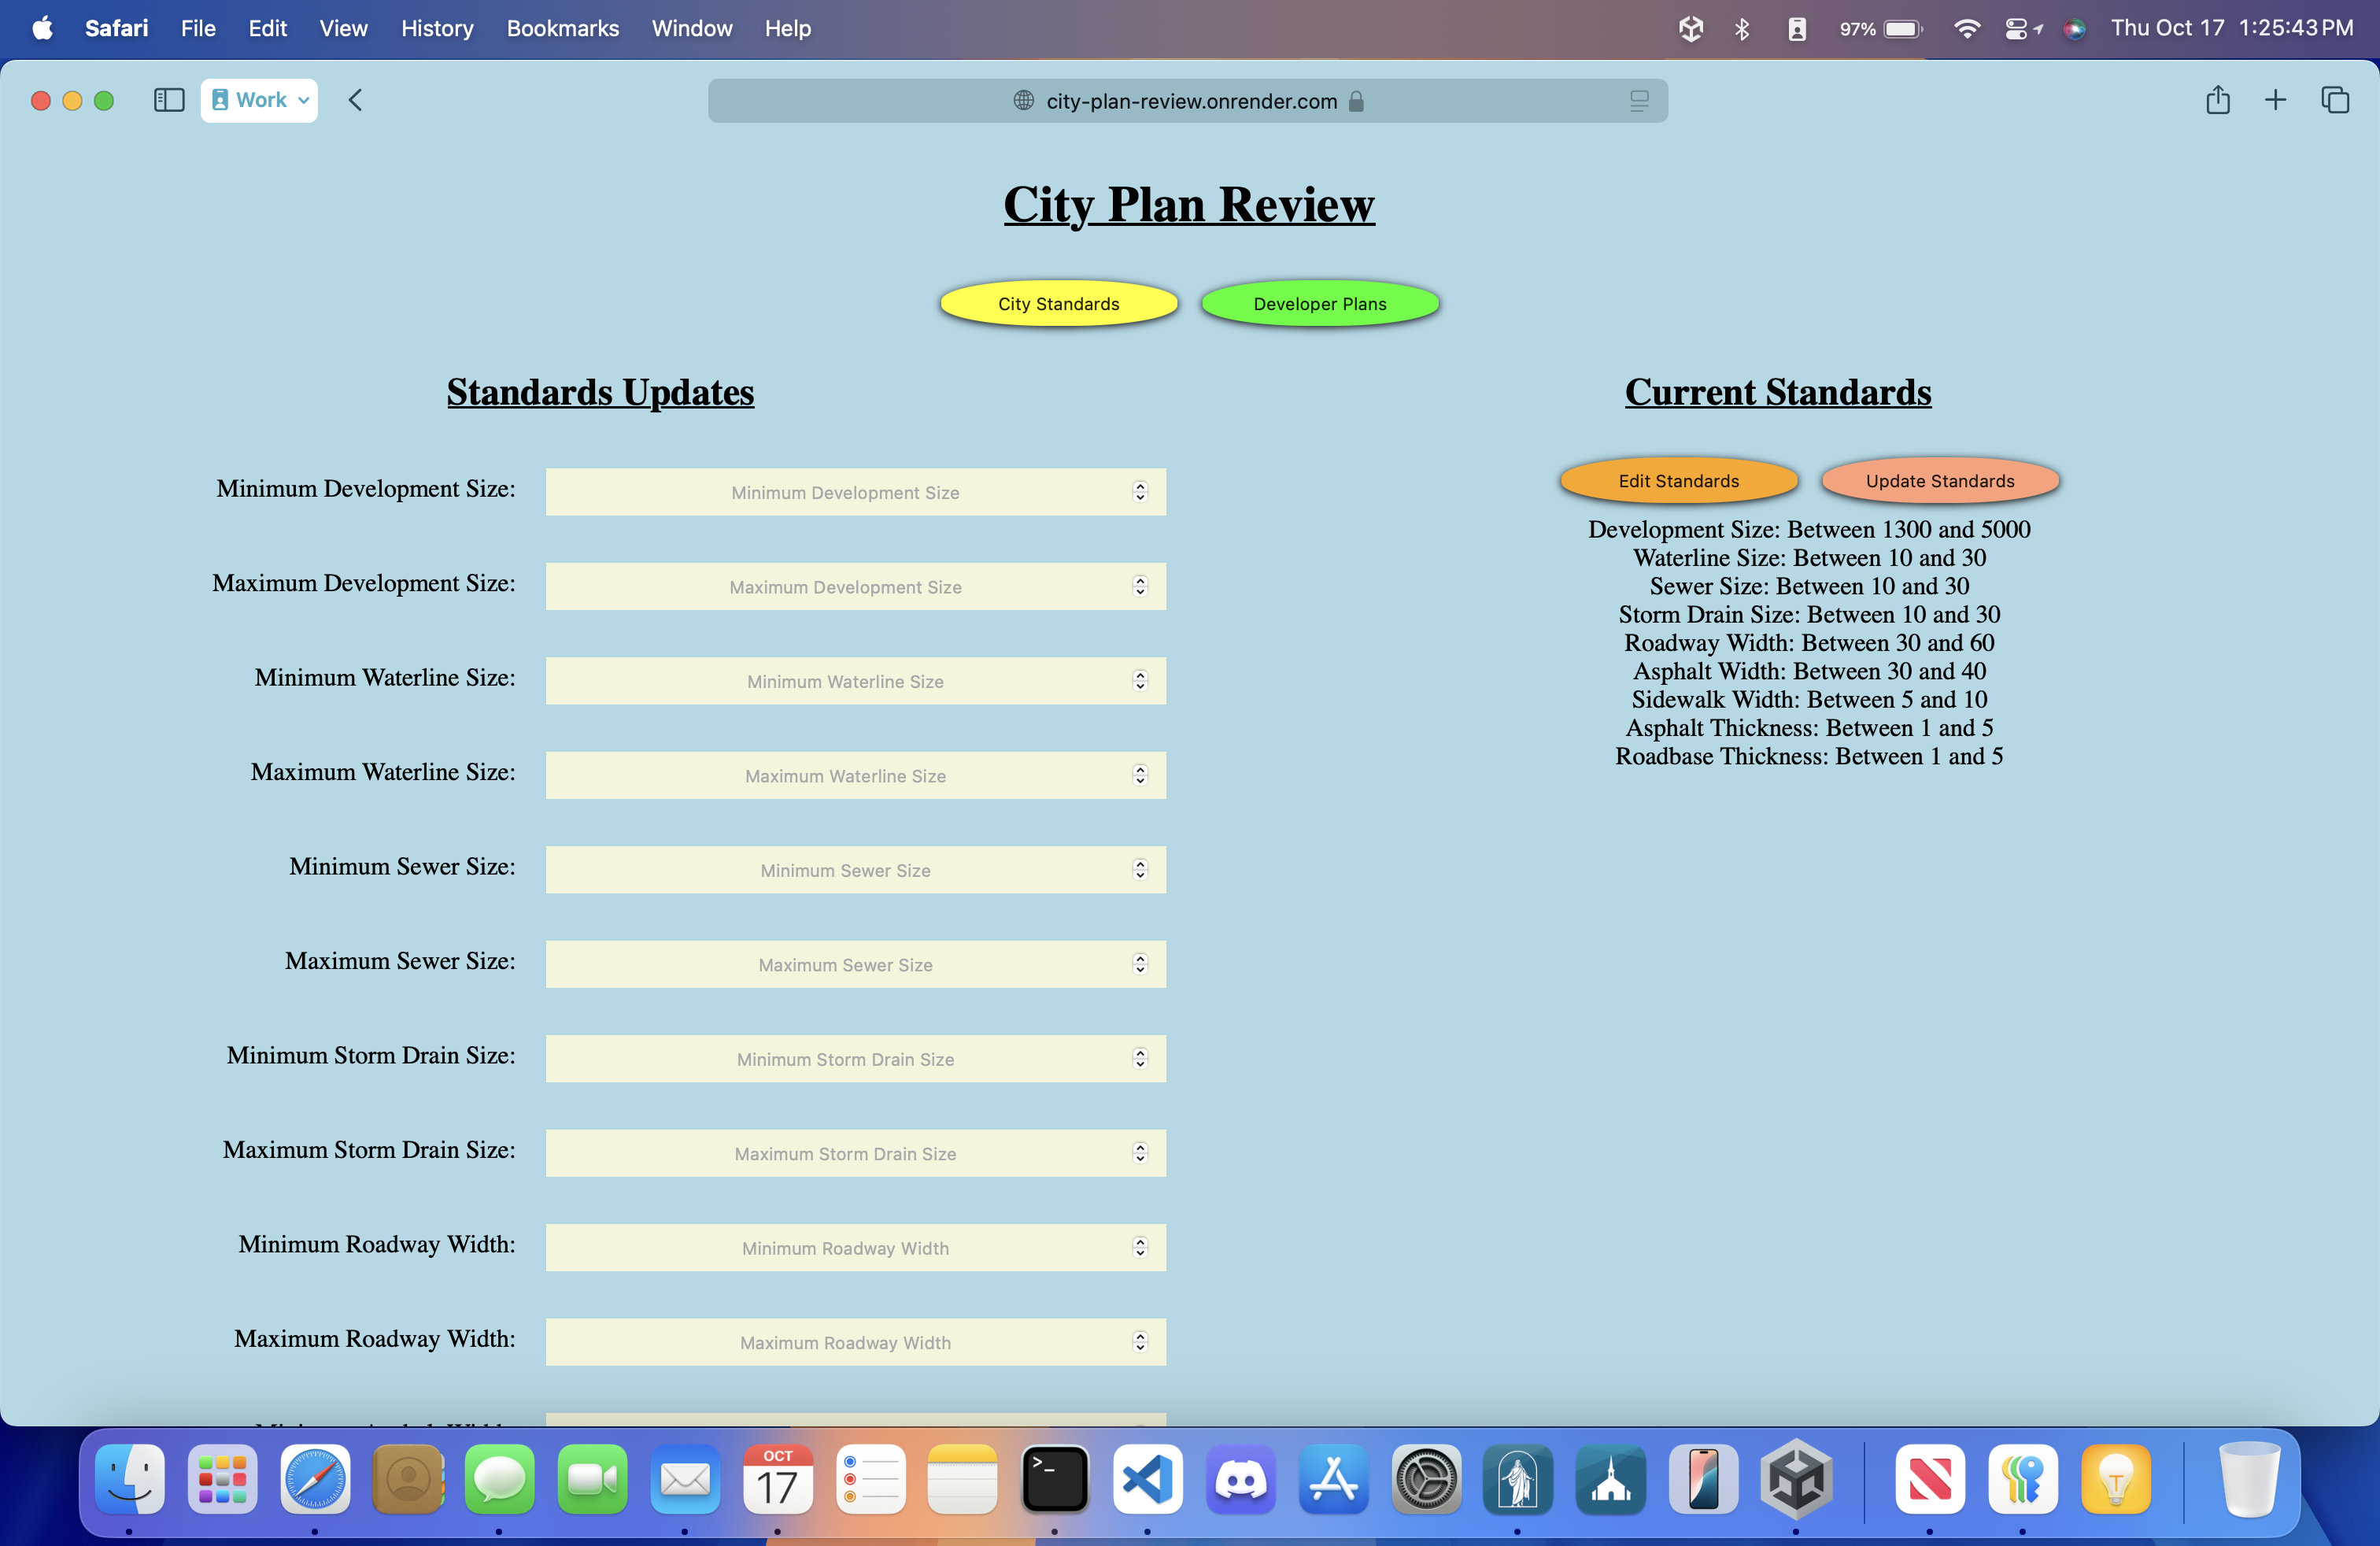 Safari File Edit View History Bookmarks Window Help 97% Thu Oct 17 1:25:43 PM
Work city-plan-review.onrender.com
City Plan Review
City Standards Developer Plans
Standards Updates
Minimum Development Size: Minimum Development Size
Maximum Development Size: Maximum Development Size
Minimum Waterline Size: Minimum Waterline Size
Maximum Waterline Size: Maximum Waterline Size
Minimum Sewer Size: Minimum Sewer Size
Maximum Sewer Size: Maximum Sewer Size
Minimum Storm Drain Size: Minimum Storm Drain Size
Maximum Storm Drain Size: Maximum Storm Drain Size
Minimum Roadway Width: Minimum Roadway Width
Maximum Roadway Width: Maximum Roadway Width
Current Standards
Edit Standards Update Standards
Development Size: Between 1300 and 5000
Waterline Size: Between 10 and 30
Sewer Size: Between 10 and 30
Storm Drain Size: Between 10 and 30
Roadway Width: Between 30 and 60
Asphalt Width: Between 30 and 40
Sidewalk Width: Between 5 and 10
Asphalt Thickness: Between 1 and 5
Roadbase Thickness: Between 1 and 5
OCT
17
>_